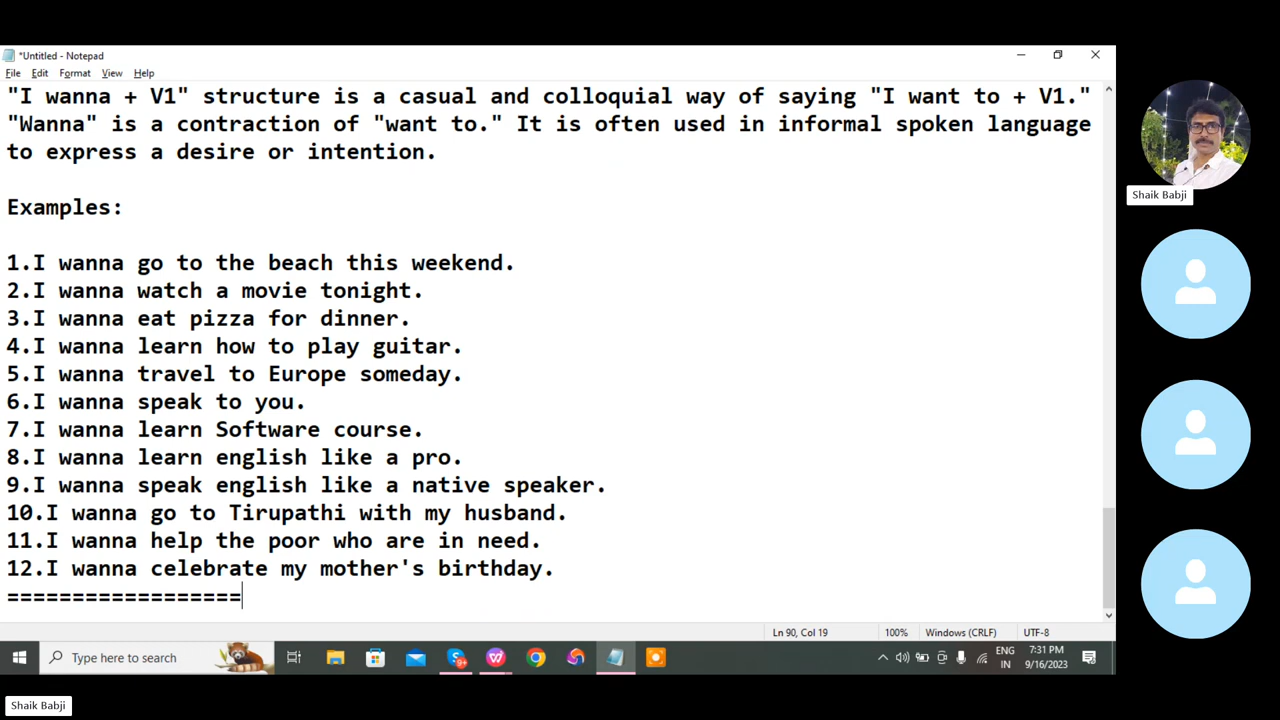 *Untitled - Notepad
File Edit Format View Help
"I wanna + V1" structure is a casual and colloquial way of saying "I want to + V1."
"Wanna" is a contraction of "want to." It is often used in informal spoken language
to express a desire or intention.
Examples:
1.I wanna go to the beach this weekend.
2.I wanna watch a movie tonight.
3.I wanna eat pizza for dinner.
4.I wanna learn how to play guitar.
5.I wanna travel to Europe someday.
6.I wanna speak to you.
7.I wanna learn Software course.
8.I wanna learn english like a pro.
9.I wanna speak english like a native speaker.
10.I wanna go to Tirupathi with my husband.
11.I wanna help the poor who are in need.
12.I wanna celebrate my mother's birthday.
==================
Ln 90, Col 19 100% Windows (CRLF) UTF-8
Type here to search
ENG
IN
7:31 PM
9/16/2023
Shaik Babji
Shaik Babji